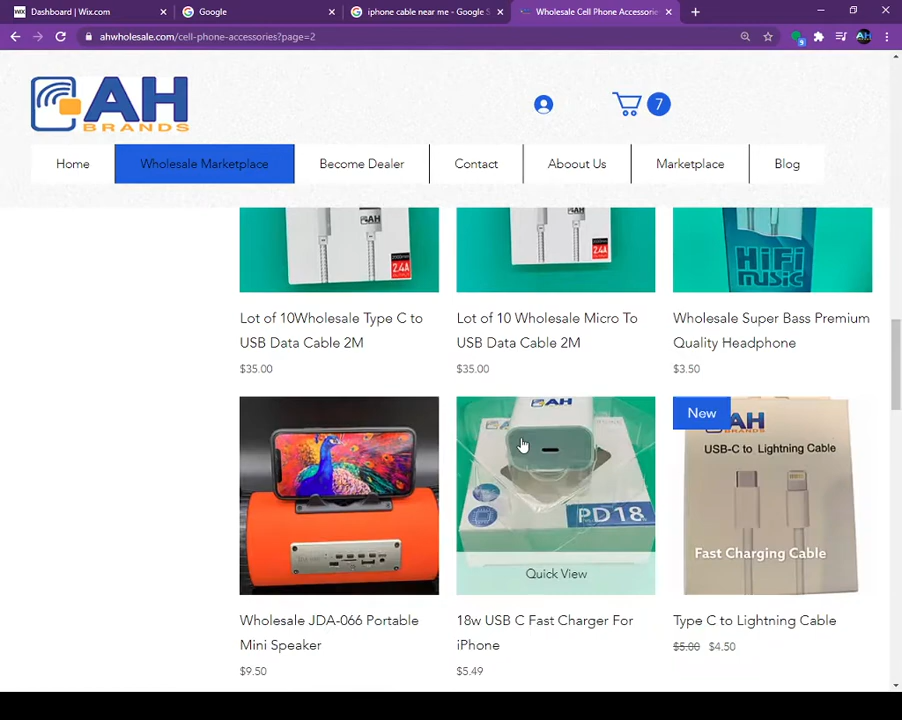 Dashboard | Wix.com
Google
iphone cable near me - Google S
Wholesale Cell Phone Accessorie
ahwholesale.com/cell-phone-accessories?page=2
AH
BRANDS
7
Home
Wholesale Marketplace
Become Dealer
Contact
Aboout Us
Marketplace
Blog
AH
2.4A
AH
2.4A
HiFi
music
Lot of 10Wholesale Type C to
USB Data Cable 2M
$35.00
Lot of 10 Wholesale Micro To
USB Data Cable 2M
$35.00
Wholesale Super Bass Premium
Quality Headphone
$3.50
AH
PD18
Quick View
New
AH
USB-C to Lightning Cable
Fast Charging Cable
Wholesale JDA-066 Portable
Mini Speaker
$9.50
18w USB C Fast Charger For
iPhone
$5.49
Type C to Lightning Cable
$5.00 $4.50